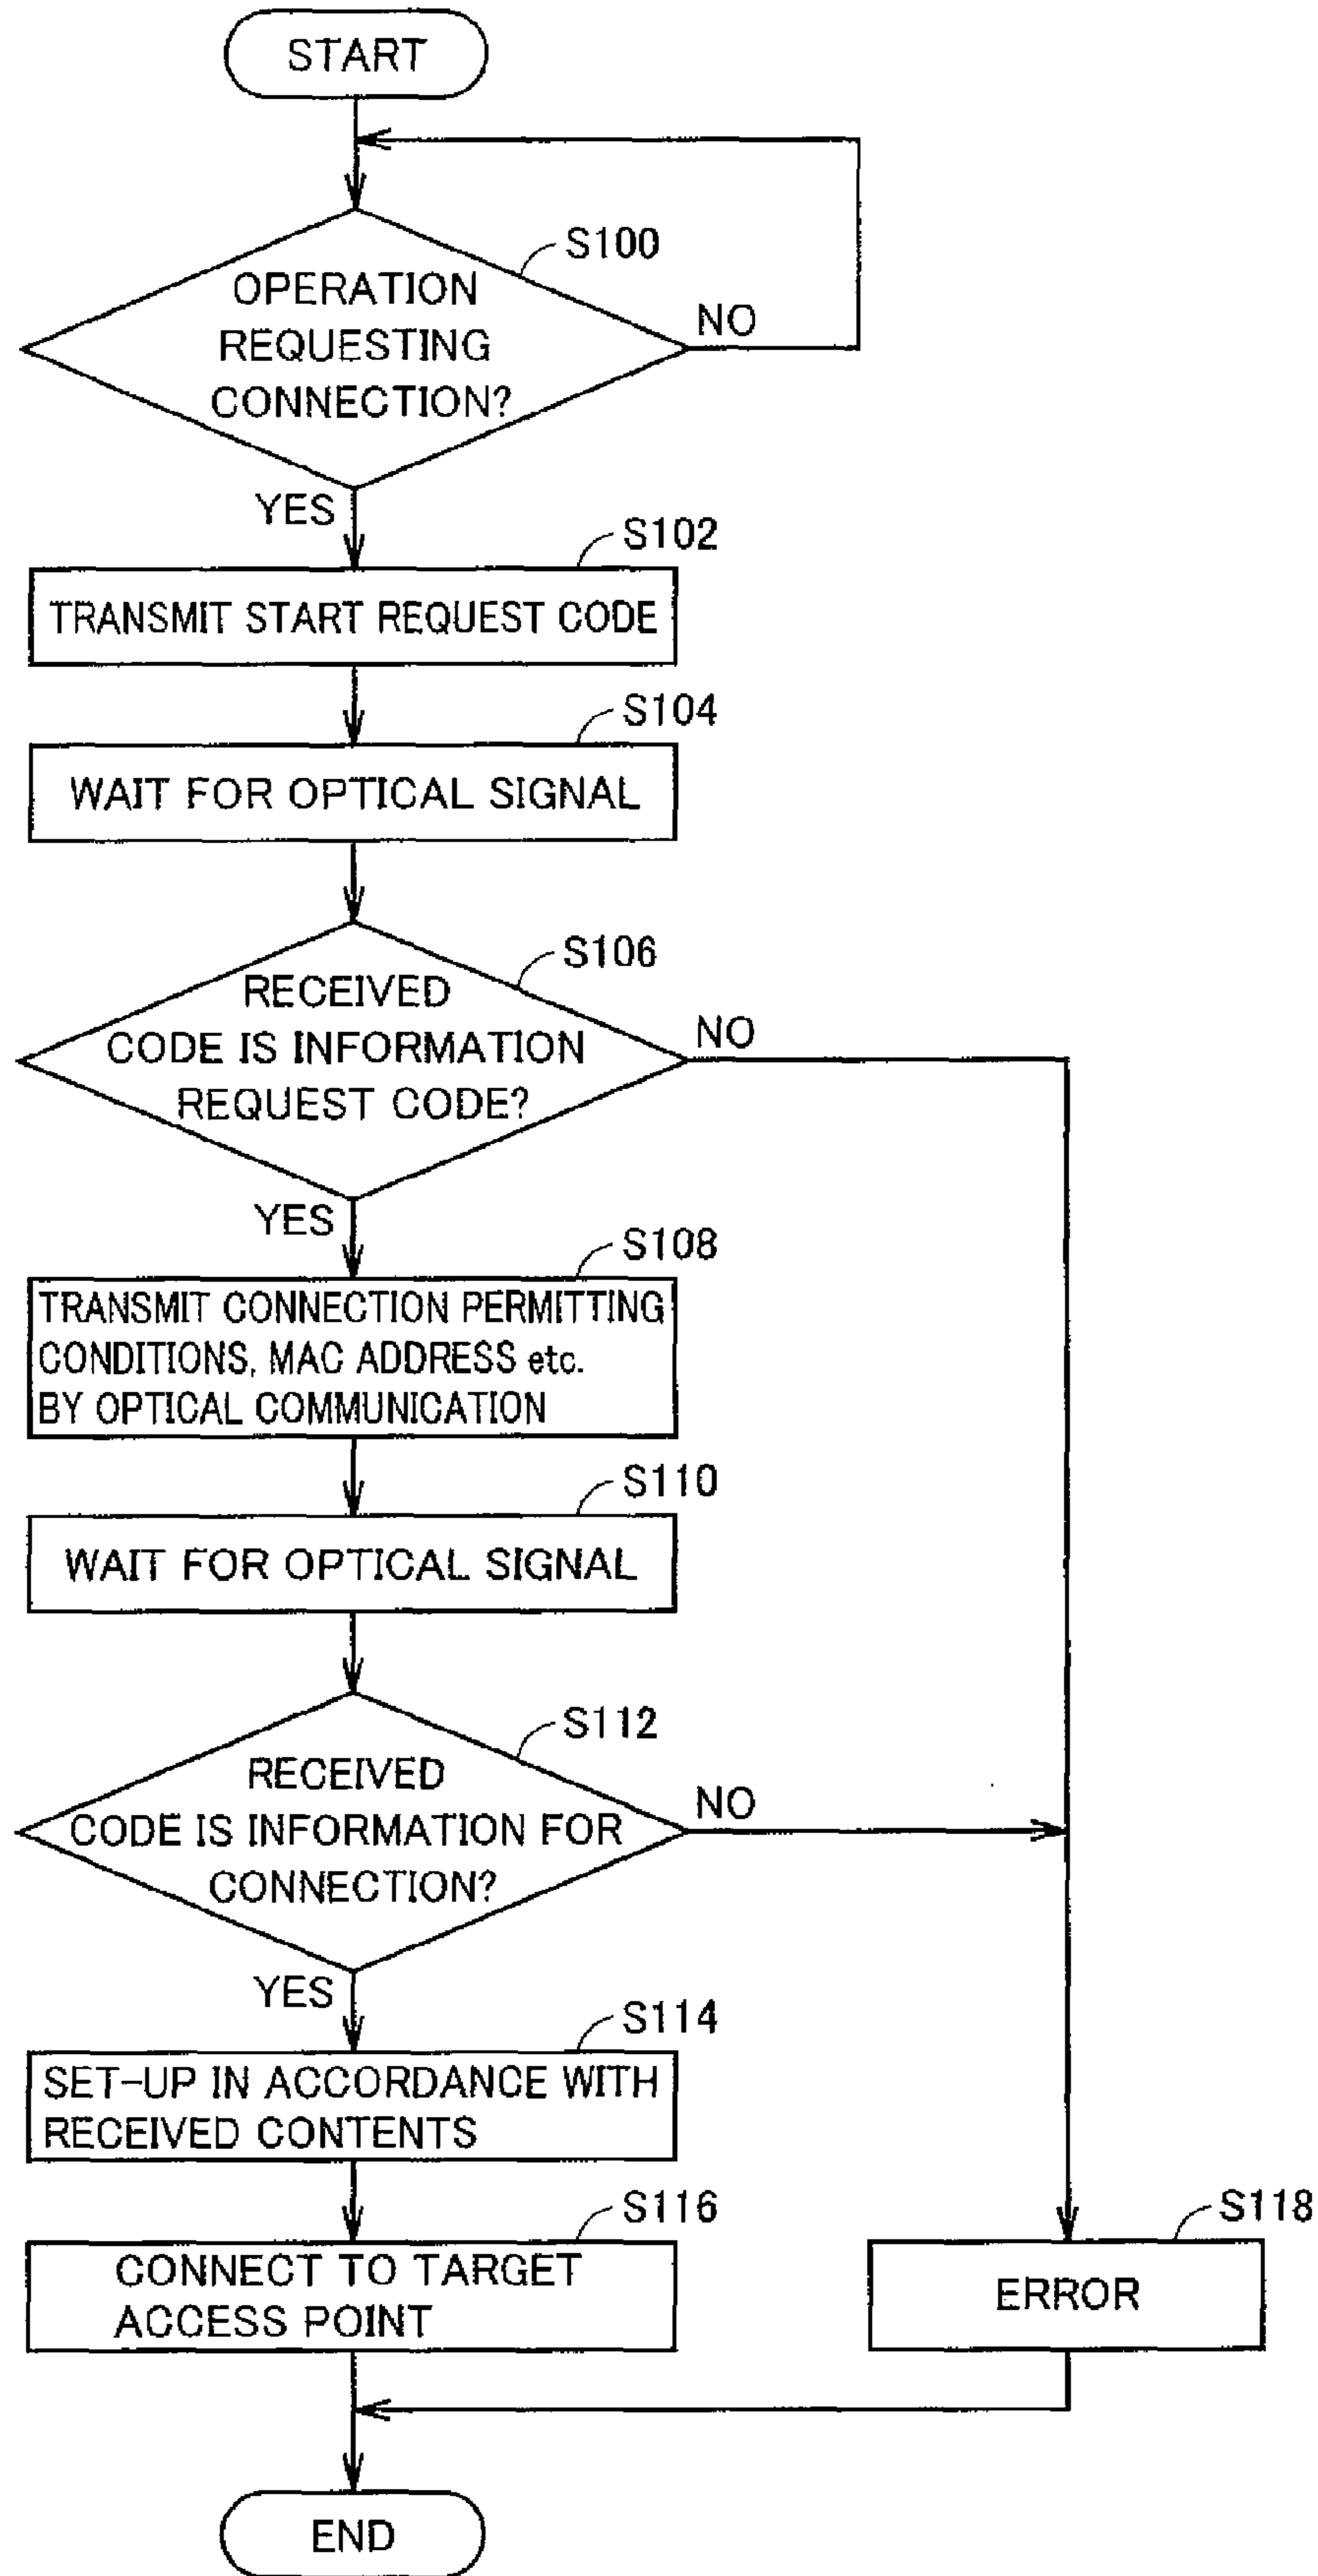 START
S100
OPERATION
REQUESTING
CONNECTION?
NO
YES
S102
TRANSMIT START REQUEST CODE
S104
WAIT FOR OPTICAL SIGNAL
S106
RECEIVED
CODE IS INFORMATION
REQUEST CODE?
NO
YES
S108
TRANSMIT CONNECTION PERMITTING
CONDITIONS, MAC ADDRESS etc.
BY OPTICAL COMMUNICATION
S110
WAIT FOR OPTICAL SIGNAL
S112
RECEIVED
CODE IS INFORMATION FOR
CONNECTION?
NO
YES
S114
SET-UP IN ACCORDANCE WITH
RECEIVED CONTENTS
S116
CONNECT TO TARGET
ACCESS POINT
S118
ERROR
END